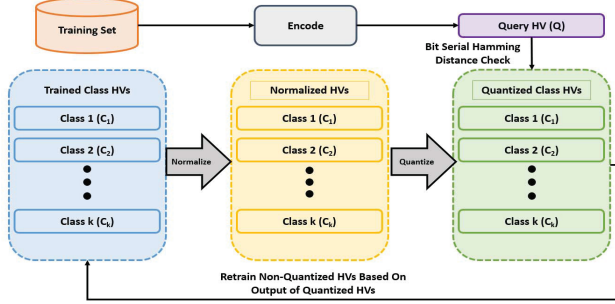 Training Set
Encode
Query HV (Q)
Bit Serial Hamming
Distance Check
Trained Class HVs
Class 1 (C₁)
Class 2 (C₂)
Class k (Cₖ)
Normalize
Normalized HVs
Class 1 (C₁)
Class 2 (C₂)
Class k (Cₖ)
Quantize
Quantized Class HVs
Class 1 (C₁)
Class 2 (C₂)
Class k (Cₖ)
Retrain Non-Quantized HVs Based On
Output of Quantized HVs